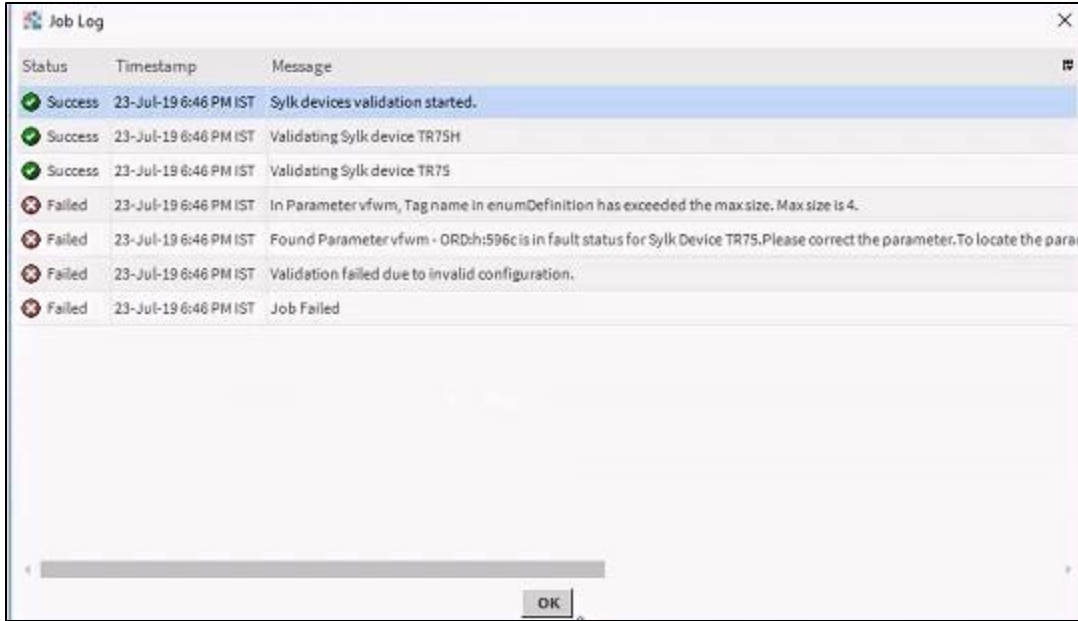 Job Log
Status Timestamp Message
Success 23-Jul-19 6:46 PM IST Sylk devices validation started.
Success 23-Jul-19 6:46 PM IST Validating Sylk device TR75H
Success 23-Jul-19 6:46 PM IST Validating Sylk device TR75
Failed 23-Jul-19 6:46 PM IST In Parameter vfwm, Tag name in enumDefinition has exceeded the max size. Max size is 4.
Failed 23-Jul-19 6:46 PM IST Found Parameter vfwm - ORD:h:596c is in fault status for Sylk Device TR75.Please correct the parameter.To locate the para
Failed 23-Jul-19 6:46 PM IST Validation failed due to invalid configuration.
Failed 23-Jul-19 6:46 PM IST Job Failed
OK